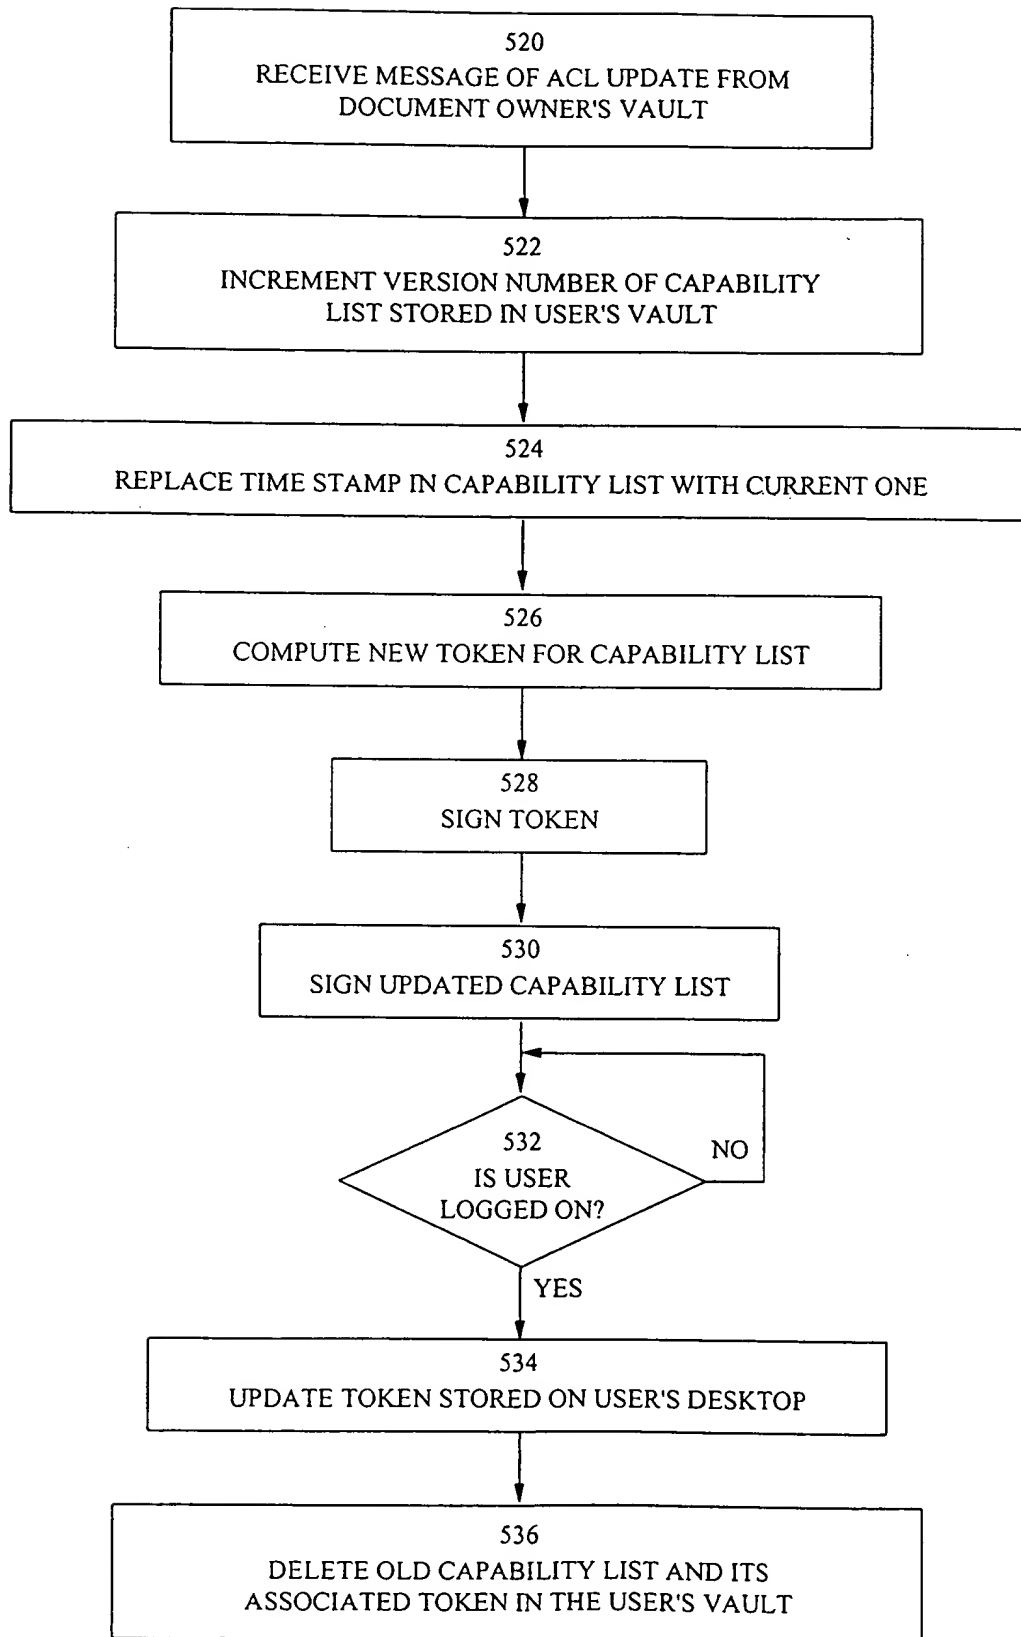 520
RECEIVE MESSAGE OF ACL UPDATE FROM
DOCUMENT OWNER'S VAULT
522
INCREMENT VERSION NUMBER OF CAPABILITY
LIST STORED IN USER'S VAULT
524
REPLACE TIME STAMP IN CAPABILITY LIST WITH CURRENT ONE
526
COMPUTE NEW TOKEN FOR CAPABILITY LIST
528
SIGN TOKEN
530
SIGN UPDATED CAPABILITY LIST
532
IS USER
LOGGED ON?
NO
YES
534
UPDATE TOKEN STORED ON USER'S DESKTOP
536
DELETE OLD CAPABILITY LIST AND ITS
ASSOCIATED TOKEN IN THE USER'S VAULT